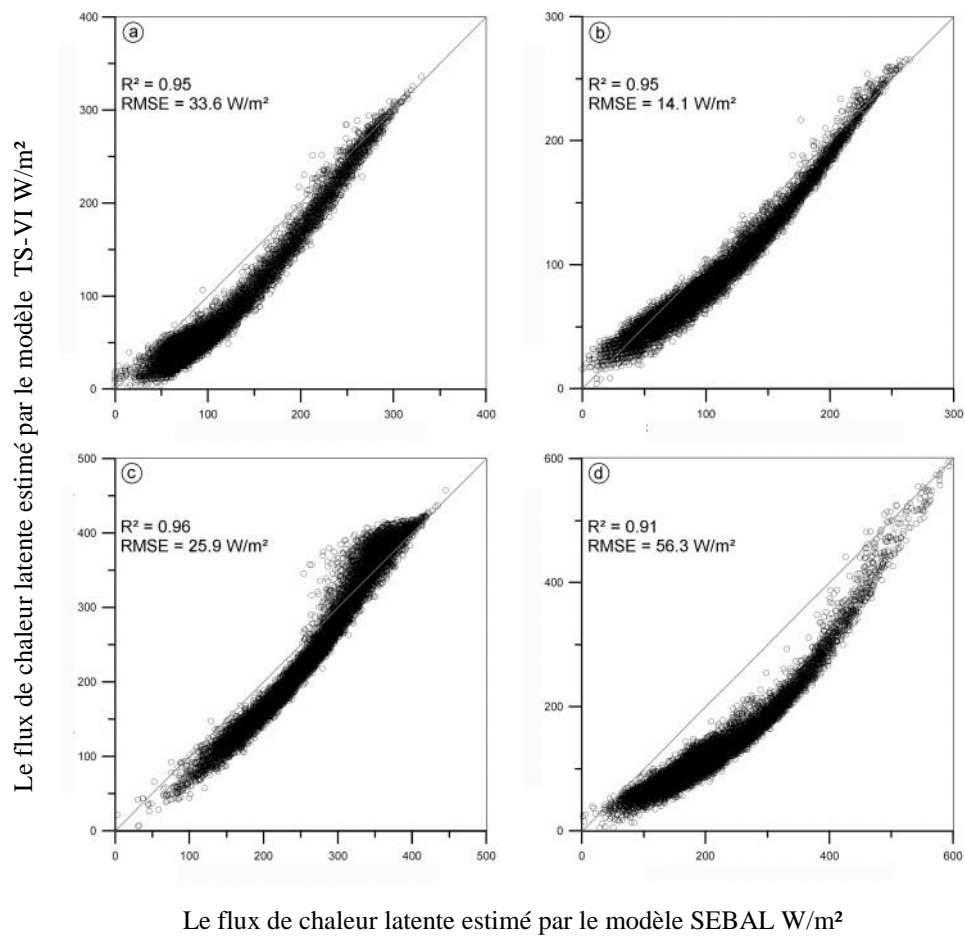 Le flux de chaleur latente estimé par le modèle TS-VI W/m²
400
300
200
100
0
ⓐ
R² = 0.95
RMSE = 33.6 W/m²
0 100 200 300 400
300
200
100
0
ⓑ
R² = 0.95
RMSE = 14.1 W/m²
0 100 200 300
500
400
300
200
100
0
ⓒ
R² = 0.96
RMSE = 25.9 W/m²
0 100 200 300 400 500
600
400
200
0
ⓓ
R² = 0.91
RMSE = 56.3 W/m²
0 200 400 600
Le flux de chaleur latente estimé par le modèle SEBAL W/m²